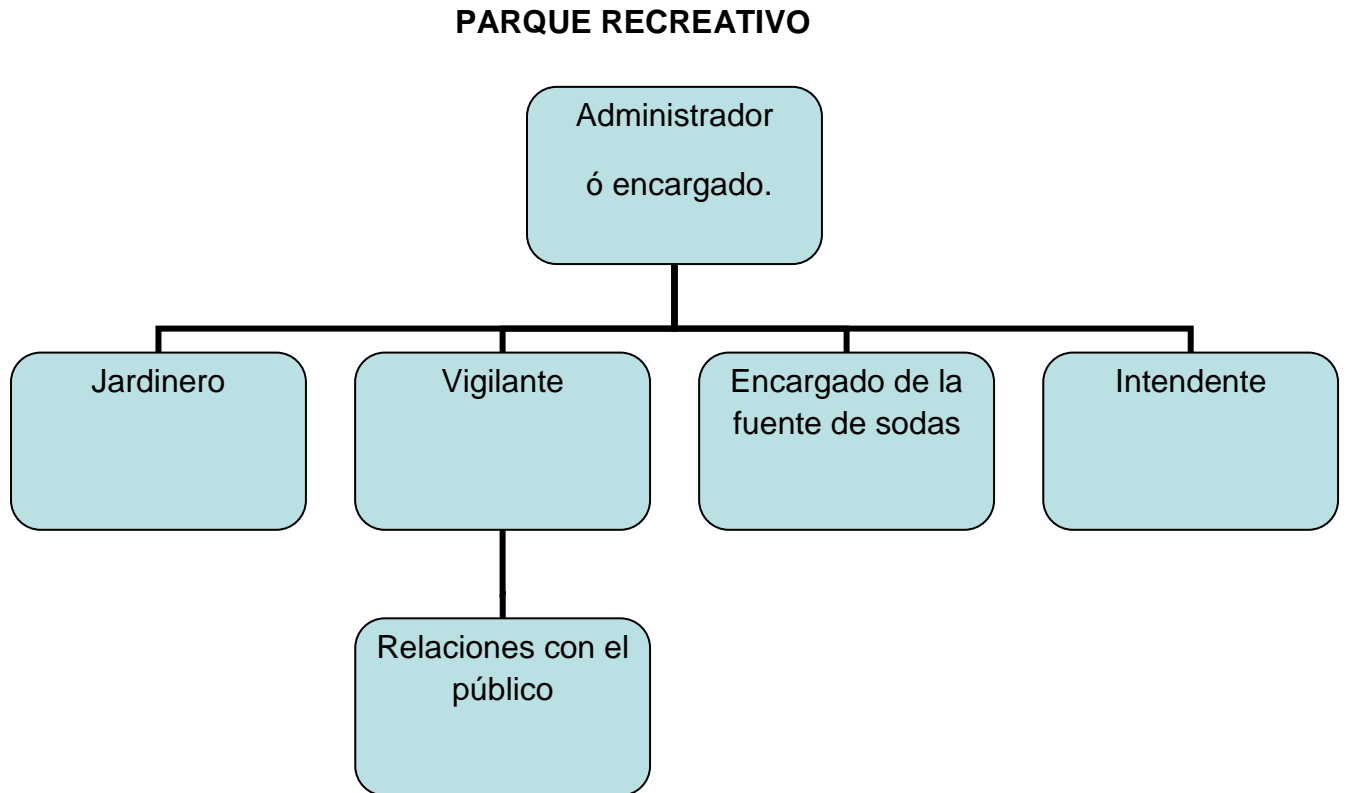 PARQUE RECREATIVO
Administrador
ó encargado.
Jardinero
Vigilante
Encargado de la
fuente de sodas
Intendente
Relaciones con el
público